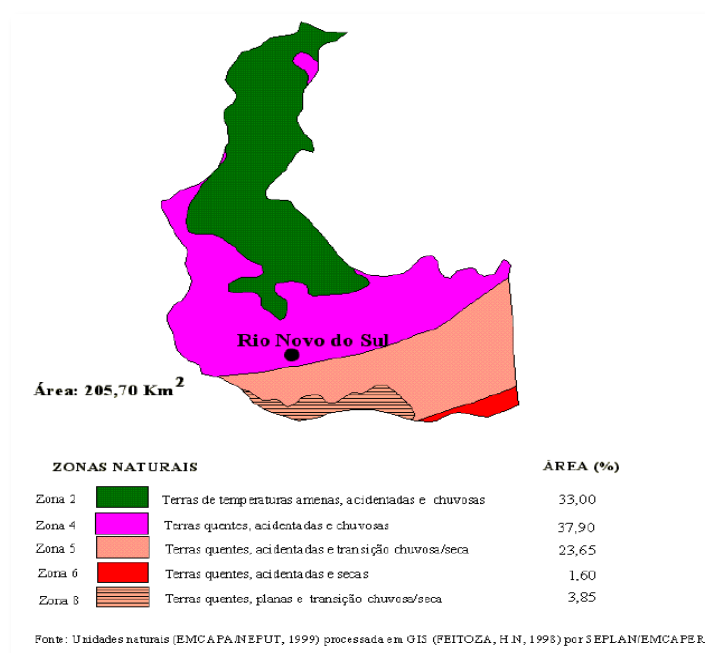 Rio Novo do Sul
Área: 205,70 Km²
ZONAS NATURAIS ÁREA (%)
Zona 2 Terras de temperaturas amenas, acidentadas e chuvosas 33,00
Zona 4 Terras quentes, acidentadas e chuvosas 37,90
Zona 5 Terras quentes, acidentadas e transição chuvosa/seca 23,65
Zona 6 Terras quentes, acidentadas e secas 1,60
Zona 8 Terras quentes, planas e transição chuvosa/seca 3,85
Fonte: Unidades naturais (EMCAPA/NEPUT, 1999) processada em GIS (FEITOZA, H.N, 1998) por SEPLAN/EMCAPER